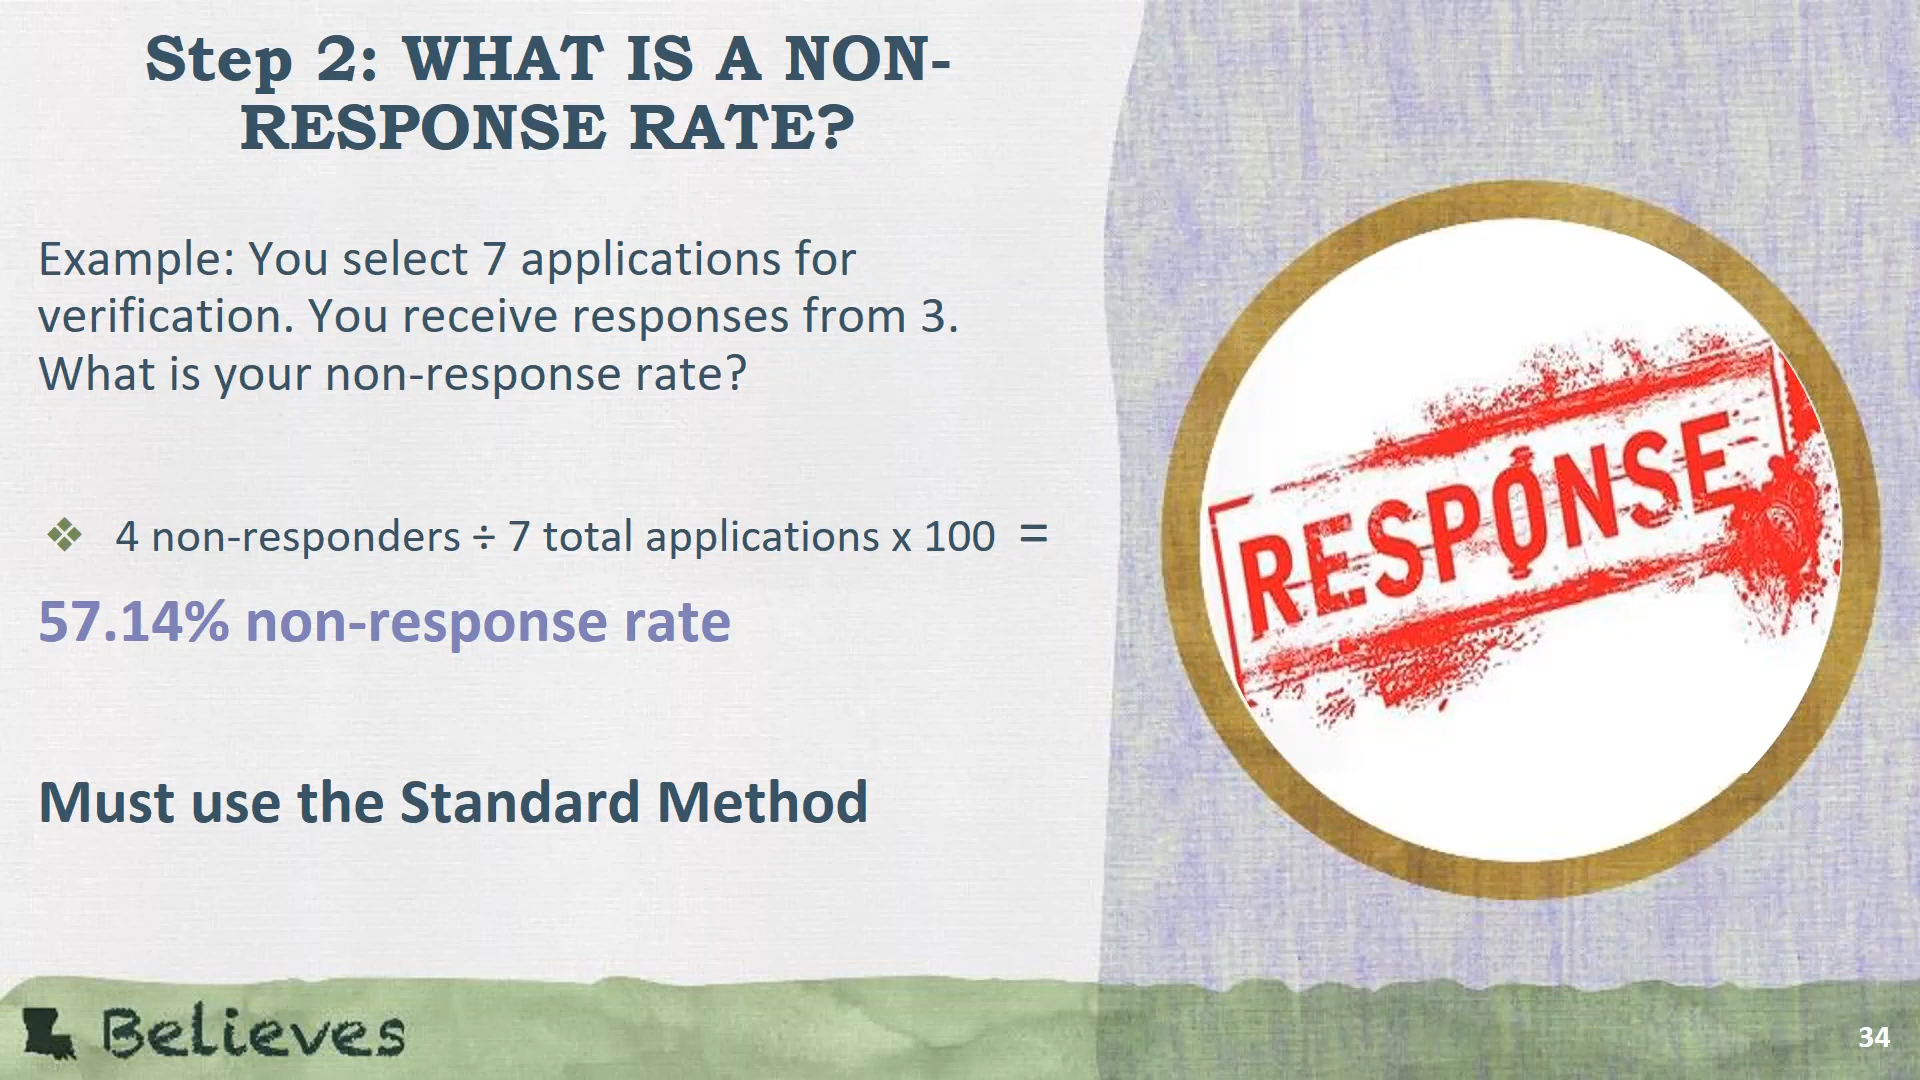 Step 2: WHAT IS A NON-
RESPONSE RATE?
Example: You select 7 applications for
verification. You receive responses from 3.
What is your non-response rate?
❖ 4 non-responders ÷ 7 total applications x 100 =
57.14% non-response rate
Must use the Standard Method
RESPONSE
Believes
34